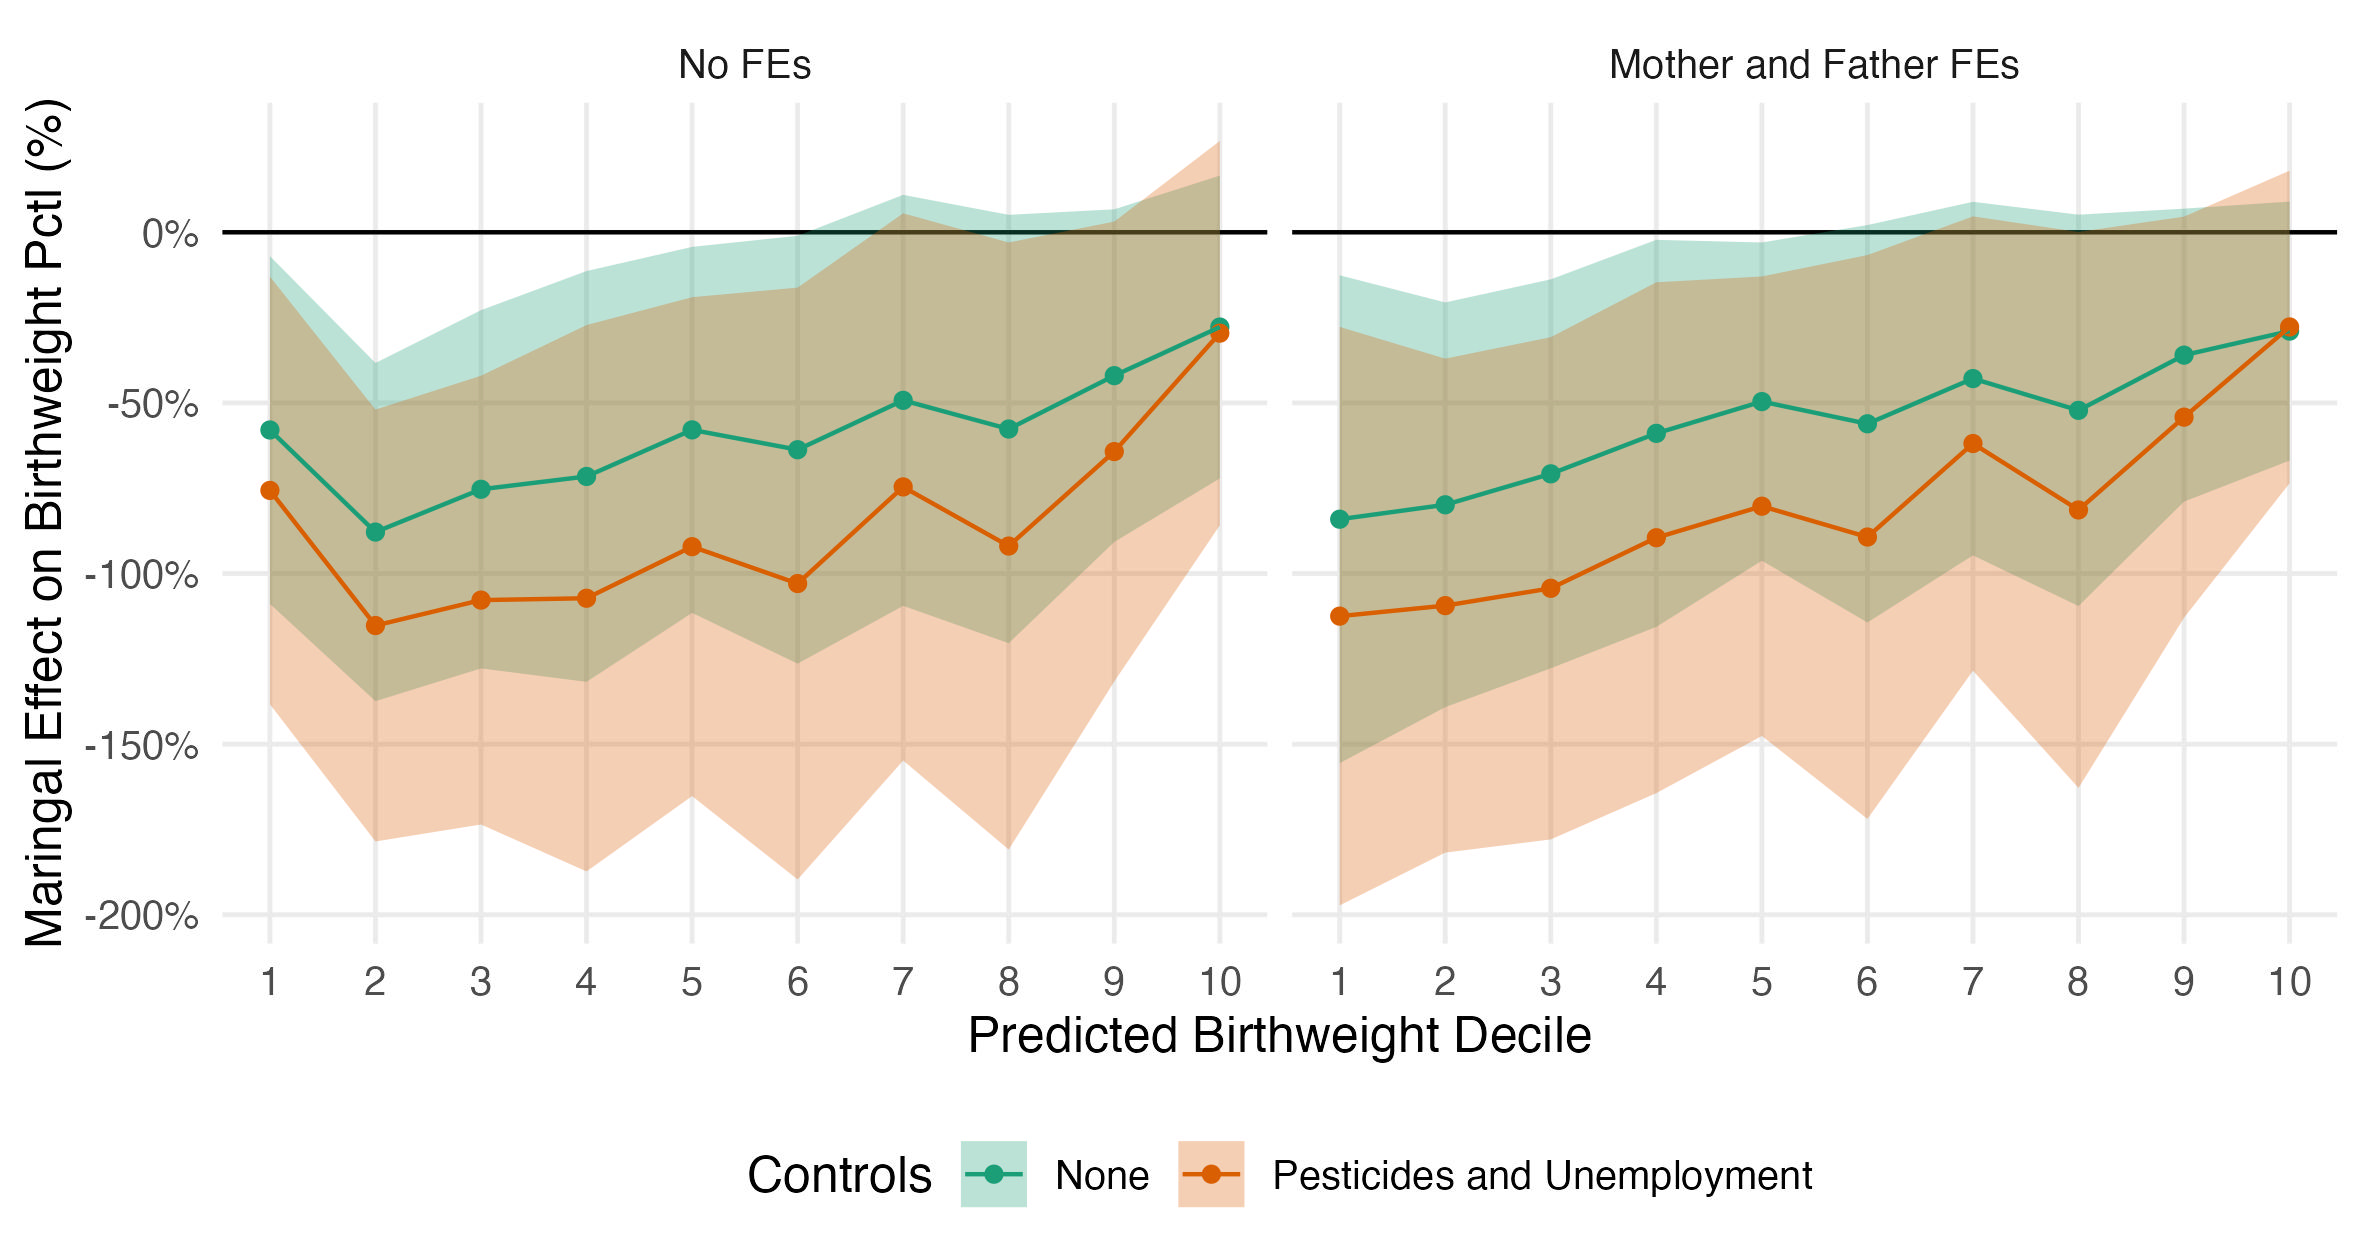 No FEs
Mother and Father FEs
Maringal Effect on Birthweight Pctl (%)
0%
-50%
-100%
-150%
-200%
1 2 3 4 5 6 7 8 9 10
1 2 3 4 5 6 7 8 9 10
Predicted Birthweight Decile
Controls None Pesticides and Unemployment